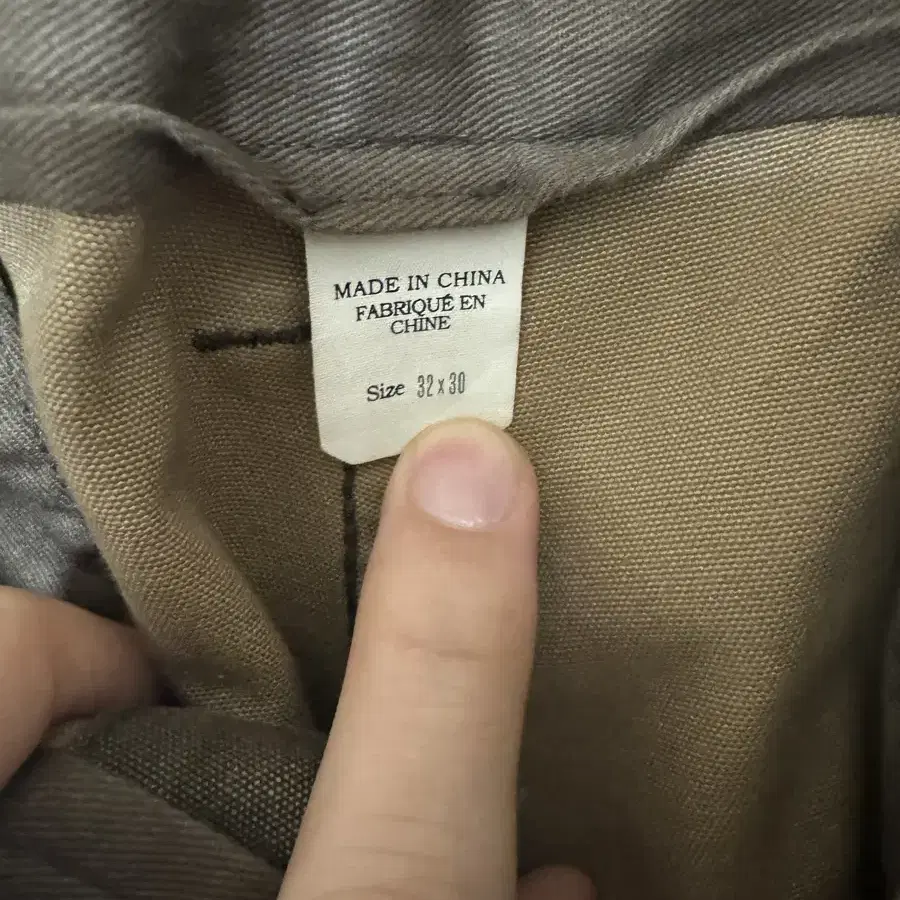 MADE IN CHINA
FABRIQUÉ EN
CHINE
Size 32 x 30